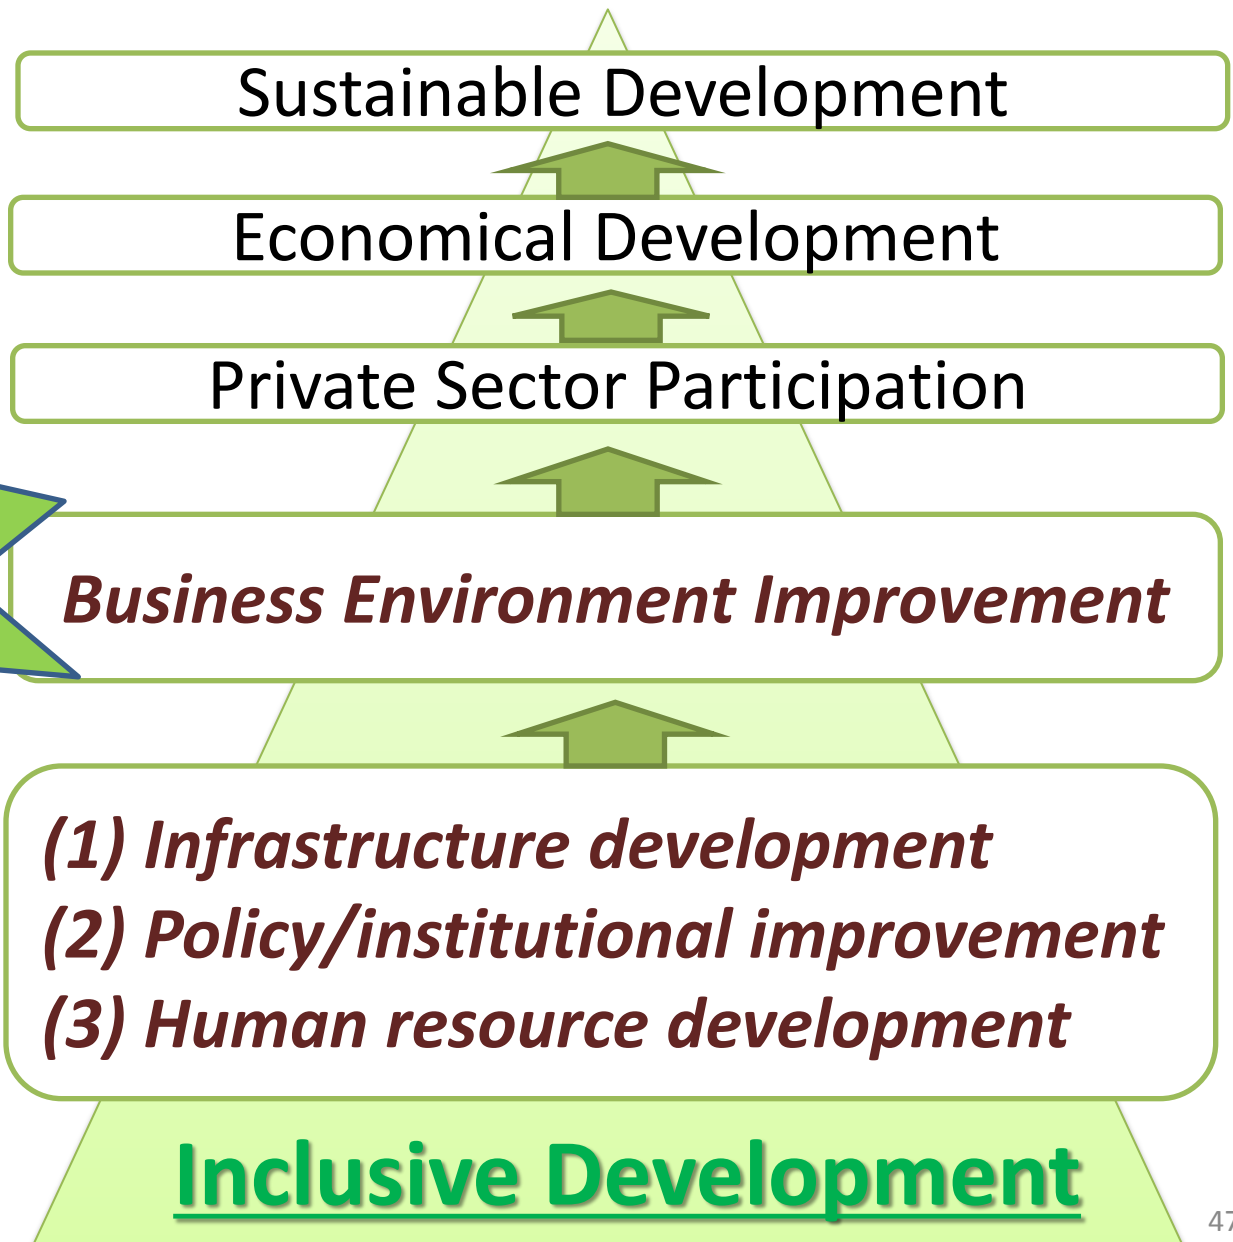 Sustainable Development
Economical Development
Private Sector Participation
Business Environment Improvement
(1) Infrastructure development
(2) Policy/institutional improvement
(3) Human resource development
Inclusive Development
47